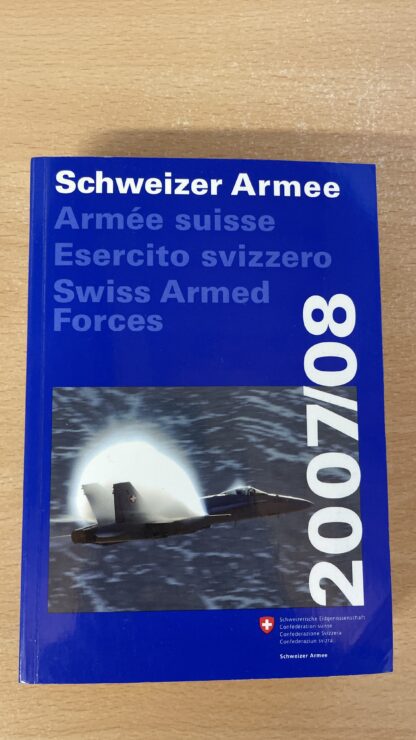 Schweizer Armee
Armée suisse
Esercito svizzero
Swiss Armed
Forces
2007/08
Schweizerische Eidgenossenschaft
Confédération suisse
Confederazione Svizzera
Confederaziun svizra
Schweizer Armee